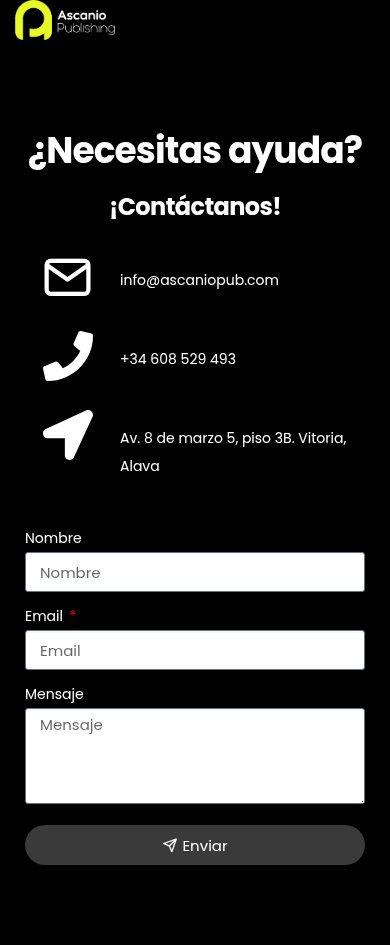 Ascanio
Publishing
¿Necesitas ayuda?
¡Contáctanos!
info@ascaniopub.com
+34 608 529 493
Av. 8 de marzo 5, piso 3B. Vitoria,
Alava
Nombre
Nombre
Email *
Email
Mensaje
Mensaje
Enviar